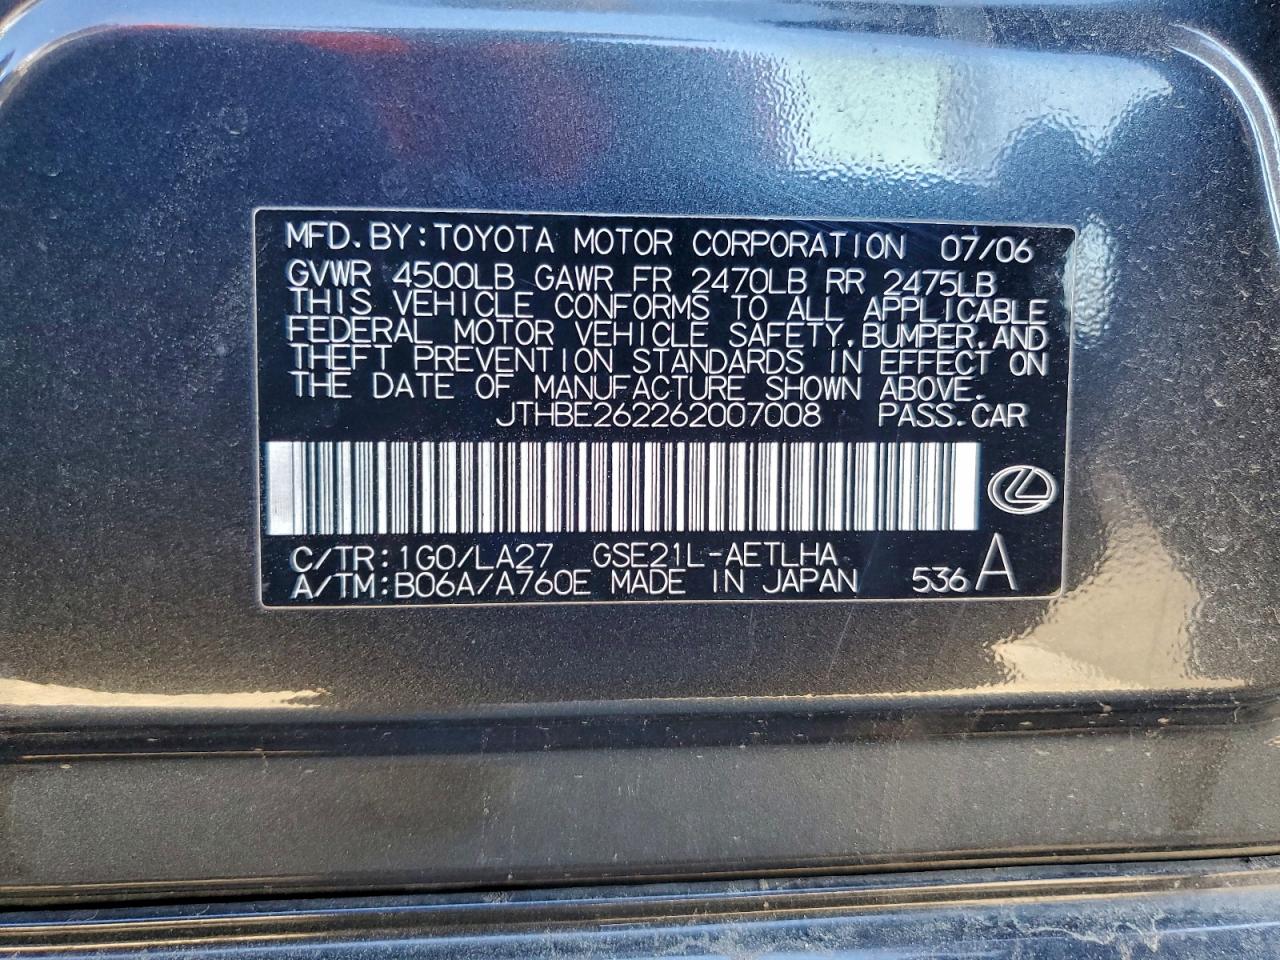 MFD.BY:TOYOTA MOTOR CORPORATION 07/06
GVWR 4500LB GAWR FR 2470LB RR 2475LB
THIS VEHICLE CONFORMS TO ALL APPLICABLE
FEDERAL MOTOR VEHICLE SAFETY,BUMPER,AND
THEFT PREVENTION STANDARDS IN EFFECT ON
THE DATE OF MANUFACTURE SHOWN ABOVE.
JTHBE262262007008 PASS.CAR
C/TR:1G0/LA27 GSE21L-AETLHA
A/TM:B06A/A760E MADE IN JAPAN 536 A